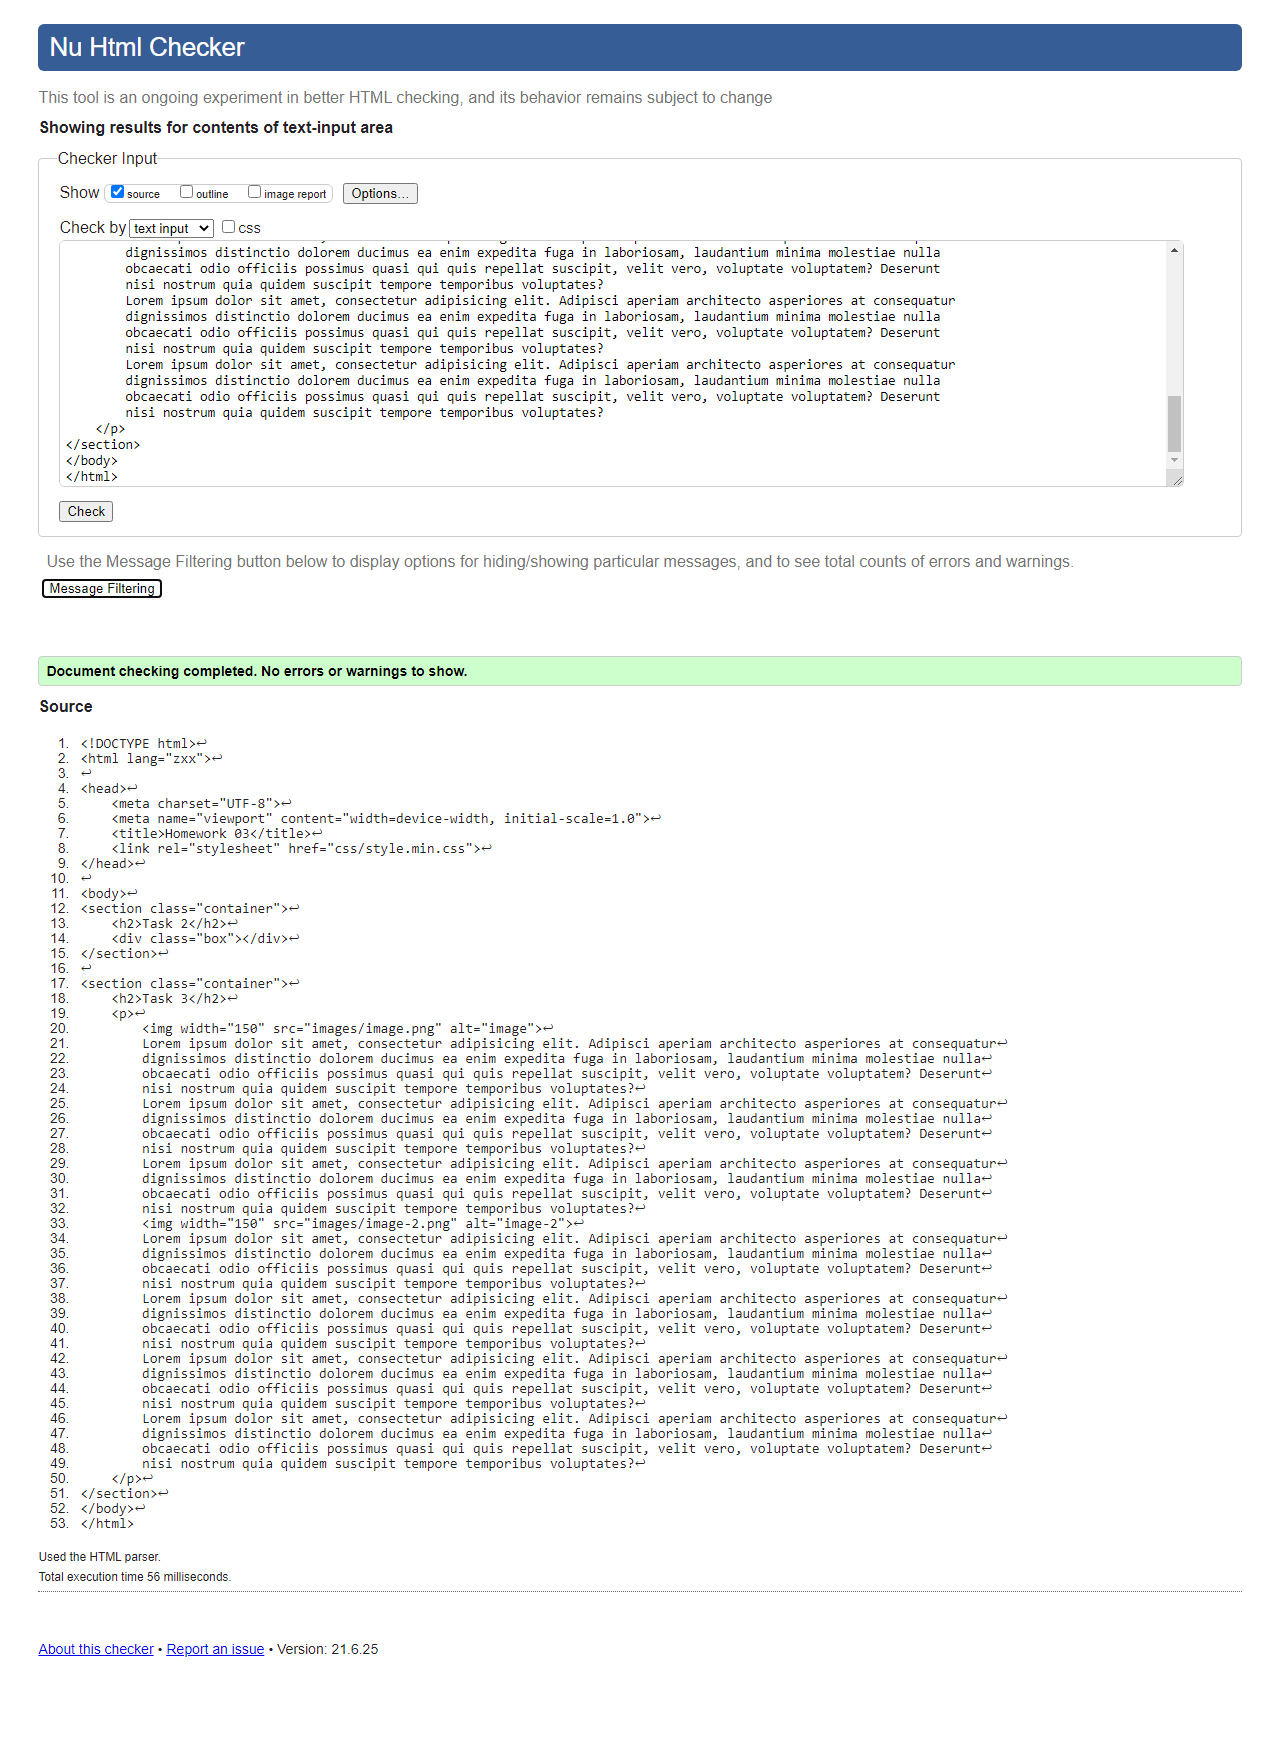 Nu Html Checker
This tool is an ongoing experiment in better HTML checking, and its behavior remains subject to change
Showing results for contents of text-input area
Checker Input
Show source outline image report Options...
Check by text input css
dignissimos distinctio dolorem ducimus ea enim expedita fuga in laboriosam, laudantium minima molestiae nulla
obcaecati odio officiis possimus quasi qui quis repellat suscipit, velit vero, voluptate voluptatem? Deserunt
nisi nostrum quia quidem suscipit tempore temporibus voluptates?
Lorem ipsum dolor sit amet, consectetur adipisicing elit. Adipisci aperiam architecto asperiores at consequatur
dignissimos distinctio dolorem ducimus ea enim expedita fuga in laboriosam, laudantium minima molestiae nulla
obcaecati odio officiis possimus quasi qui quis repellat suscipit, velit vero, voluptate voluptatem? Deserunt
nisi nostrum quia quidem suscipit tempore temporibus voluptates?
Lorem ipsum dolor sit amet, consectetur adipisicing elit. Adipisci aperiam architecto asperiores at consequatur
dignissimos distinctio dolorem ducimus ea enim expedita fuga in laboriosam, laudantium minima molestiae nulla
obcaecati odio officiis possimus quasi qui quis repellat suscipit, velit vero, voluptate voluptatem? Deserunt
nisi nostrum quia quidem suscipit tempore temporibus voluptates?
</p>
</section>
</body>
</html>
Check
Use the Message Filtering button below to display options for hiding/showing particular messages, and to see total counts of errors and warnings.
Message Filtering
Document checking completed. No errors or warnings to show.
Source
1. <!DOCTYPE html>↩
2. <html lang="zxx">↩
3. ↩
4. <head>↩
5. <meta charset="UTF-8">↩
6. <meta name="viewport" content="width=device-width, initial-scale=1.0">↩
7. <title>Homework 03</title>↩
8. <link rel="stylesheet" href="css/style.min.css">↩
9. </head>↩
10. ↩
11. <body>↩
12. <section class="container">↩
13. <h2>Task 2</h2>↩
14. <div class="box"></div>↩
15. </section>↩
16. ↩
17. <section class="container">↩
18. <h2>Task 3</h2>↩
19. <p>↩
20. <img width="150" src="images/image.png" alt="image">↩
21. Lorem ipsum dolor sit amet, consectetur adipisicing elit. Adipisci aperiam architecto asperiores at consequatur↩
22. dignissimos distinctio dolorem ducimus ea enim expedita fuga in laboriosam, laudantium minima molestiae nulla↩
23. obcaecati odio officiis possimus quasi qui quis repellat suscipit, velit vero, voluptate voluptatem? Deserunt↩
24. nisi nostrum quia quidem suscipit tempore temporibus voluptates?↩
25. Lorem ipsum dolor sit amet, consectetur adipisicing elit. Adipisci aperiam architecto asperiores at consequatur↩
26. dignissimos distinctio dolorem ducimus ea enim expedita fuga in laboriosam, laudantium minima molestiae nulla↩
27. obcaecati odio officiis possimus quasi qui quis repellat suscipit, velit vero, voluptate voluptatem? Deserunt↩
28. nisi nostrum quia quidem suscipit tempore temporibus voluptates?↩
29. Lorem ipsum dolor sit amet, consectetur adipisicing elit. Adipisci aperiam architecto asperiores at consequatur↩
30. dignissimos distinctio dolorem ducimus ea enim expedita fuga in laboriosam, laudantium minima molestiae nulla↩
31. obcaecati odio officiis possimus quasi qui quis repellat suscipit, velit vero, voluptate voluptatem? Deserunt↩
32. nisi nostrum quia quidem suscipit tempore temporibus voluptates?↩
33. <img width="150" src="images/image-2.png" alt="image-2">↩
34. Lorem ipsum dolor sit amet, consectetur adipisicing elit. Adipisci aperiam architecto asperiores at consequatur↩
35. dignissimos distinctio dolorem ducimus ea enim expedita fuga in laboriosam, laudantium minima molestiae nulla↩
36. obcaecati odio officiis possimus quasi qui quis repellat suscipit, velit vero, voluptate voluptatem? Deserunt↩
37. nisi nostrum quia quidem suscipit tempore temporibus voluptates?↩
38. Lorem ipsum dolor sit amet, consectetur adipisicing elit. Adipisci aperiam architecto asperiores at consequatur↩
39. dignissimos distinctio dolorem ducimus ea enim expedita fuga in laboriosam, laudantium minima molestiae nulla↩
40. obcaecati odio officiis possimus quasi qui quis repellat suscipit, velit vero, voluptate voluptatem? Deserunt↩
41. nisi nostrum quia quidem suscipit tempore temporibus voluptates?↩
42. Lorem ipsum dolor sit amet, consectetur adipisicing elit. Adipisci aperiam architecto asperiores at consequatur↩
43. dignissimos distinctio dolorem ducimus ea enim expedita fuga in laboriosam, laudantium minima molestiae nulla↩
44. obcaecati odio officiis possimus quasi qui quis repellat suscipit, velit vero, voluptate voluptatem? Deserunt↩
45. nisi nostrum quia quidem suscipit tempore temporibus voluptates?↩
46. Lorem ipsum dolor sit amet, consectetur adipisicing elit. Adipisci aperiam architecto asperiores at consequatur↩
47. dignissimos distinctio dolorem ducimus ea enim expedita fuga in laboriosam, laudantium minima molestiae nulla↩
48. obcaecati odio officiis possimus quasi qui quis repellat suscipit, velit vero, voluptate voluptatem? Deserunt↩
49. nisi nostrum quia quidem suscipit tempore temporibus voluptates?↩
50. </p>↩
51. </section>↩
52. </body>↩
53. </html>
Used the HTML parser.
Total execution time 56 milliseconds.
About this checker • Report an issue • Version: 21.6.25